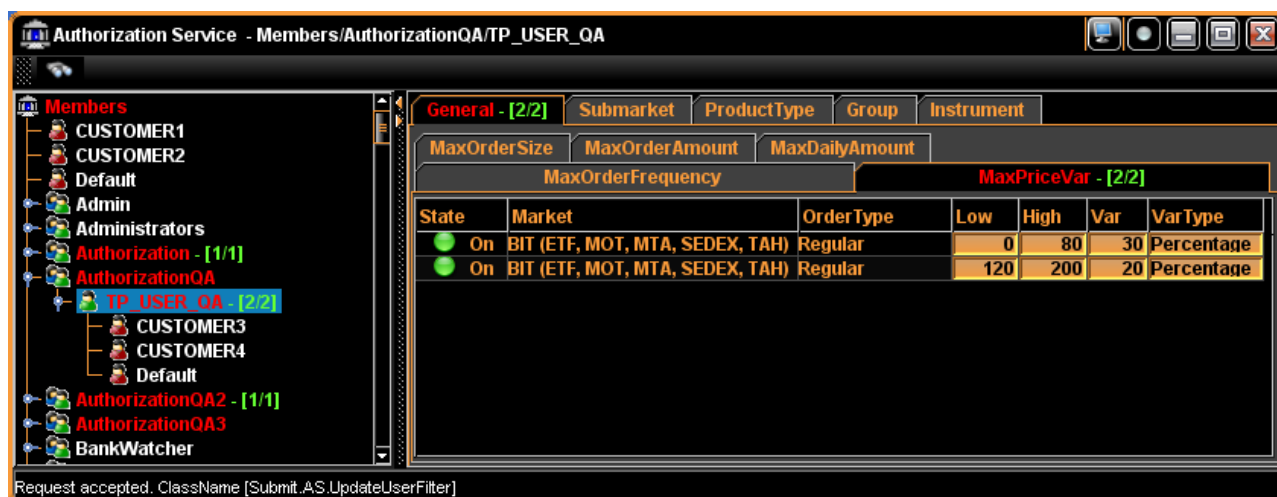 Authorization Service - Members/AuthorizationQA/TP_USER_QA
Members
CUSTOMER1
CUSTOMER2
Default
Admin
Administrators
Authorization - [1/1]
AuthorizationQA
TP_USER_QA - [2/2]
CUSTOMER3
CUSTOMER4
Default
AuthorizationQA2 - [1/1]
AuthorizationQA3
BankWatcher
General - [2/2] Submarket ProductType Group Instrument
MaxOrderSize MaxOrderAmount MaxDailyAmount
MaxOrderFrequency MaxPriceVar - [2/2]
State Market OrderType Low High Var VarType
On BIT (ETF, MOT, MTA, SEDEX, TAH) Regular 0 80 30 Percentage
On BIT (ETF, MOT, MTA, SEDEX, TAH) Regular 120 200 20 Percentage
Request accepted. ClassName [Submit.AS.UpdateUserFilter]